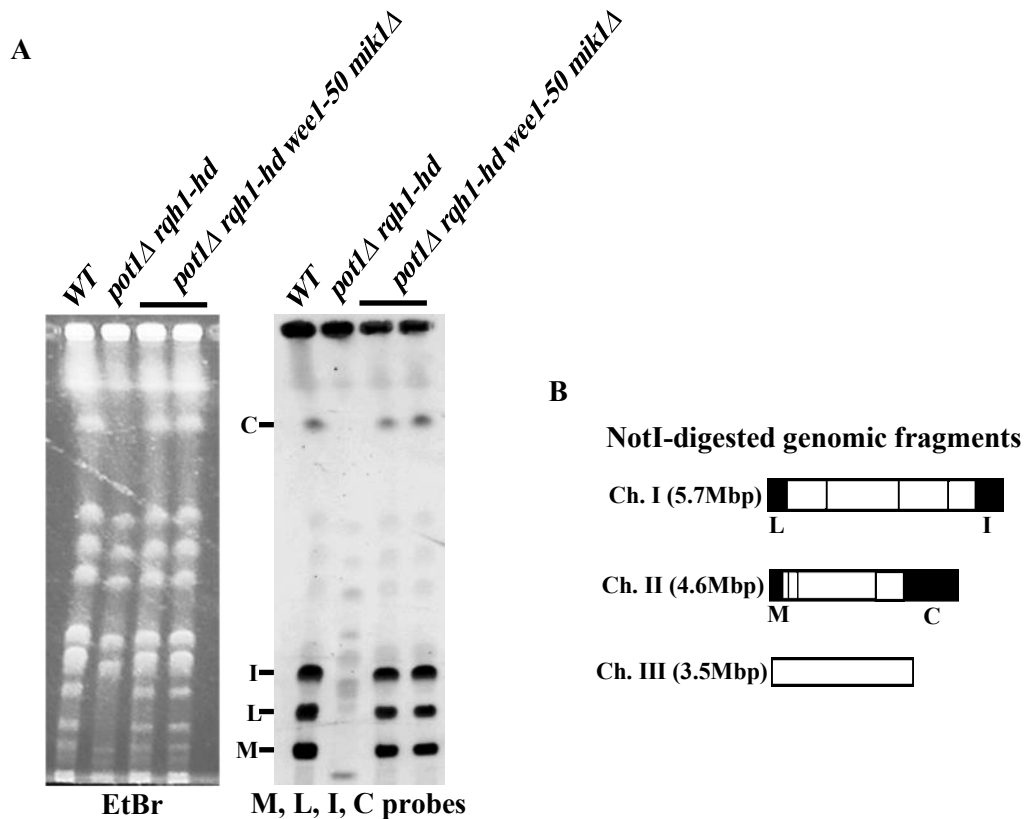 A
WT
pot1Δ rqh1-hd
pot1Δ rqh1-hd wee1-50 mik1Δ
WT
pot1Δ rqh1-hd
pot1Δ rqh1-hd wee1-50 mik1Δ
C
I
L
M
EtBr
M, L, I, C probes
B
NotI-digested genomic fragments
Ch. I (5.7Mbp)
L I
Ch. II (4.6Mbp)
M C
Ch. III (3.5Mbp)